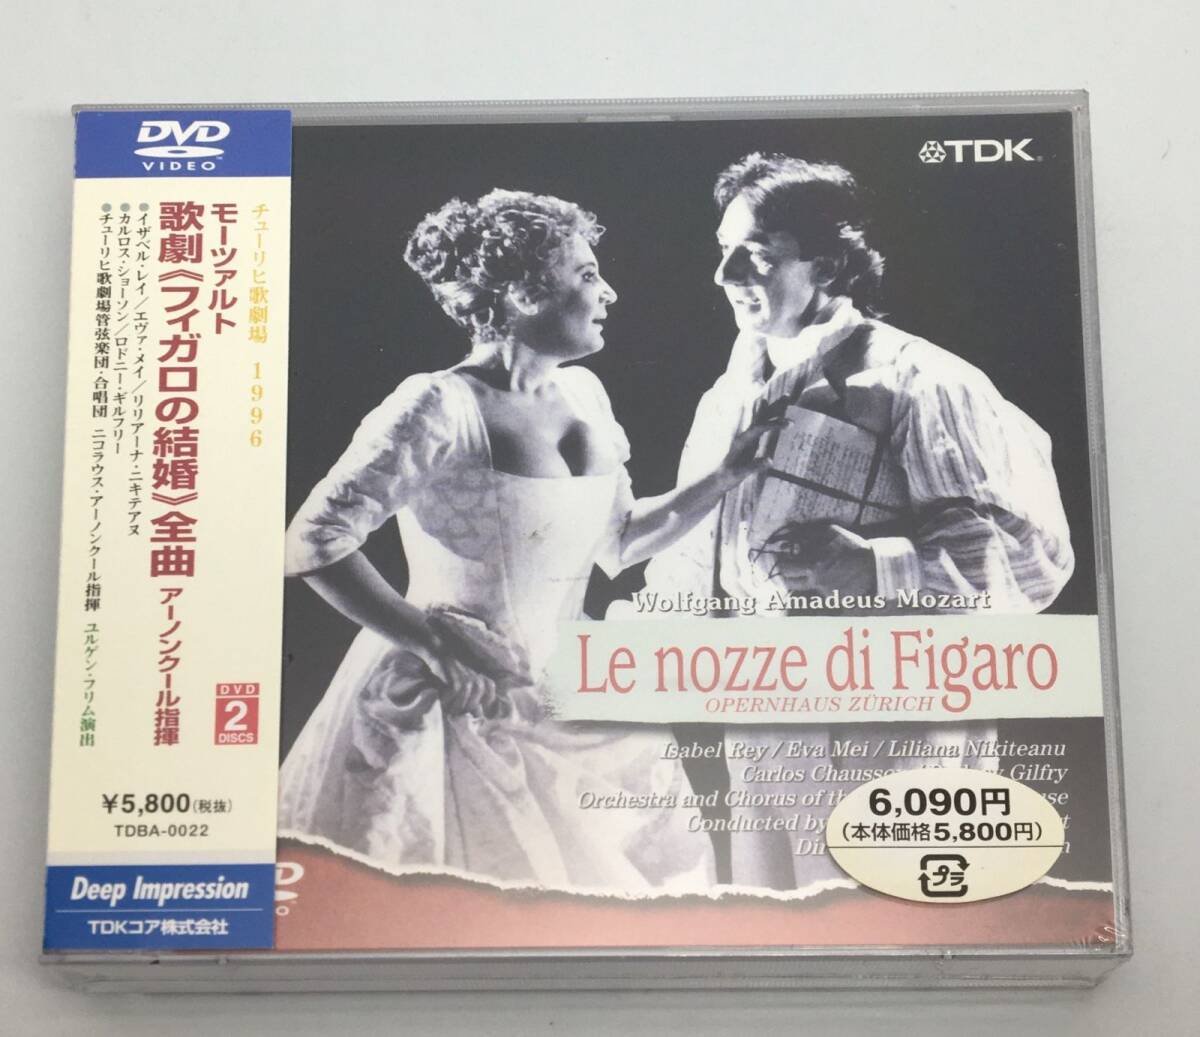 DVD
VIDEO
チューリヒ歌劇場 1996
モーツァルト
歌劇《フィガロの結婚》全曲 アーノンクール指揮
●イザベル・レイ/エヴァ・メイ/リリアーナ・ニキテアヌ
●カルロス・ショーソン/ロドニー・ギルフリー
●チューリヒ歌劇場管弦楽団・合唱団 ニコラウス・アーノンクール指揮 ユルゲン・フリム演出
DVD
2
DISCS
¥5,800(税抜)
TDBA-0022
Deep Impression
TDKコア株式会社
TDK
Wolfgang Amadeus Mozart
Le nozze di Figaro
OPERNHAUS ZÜRICH
Isabel Rey / Eva Mei / Liliana Nikiteanu
Carlos Gilfry
Orchestra and Chorus of
Conducted by
6,090円
(本体価格5,800円)
プラ